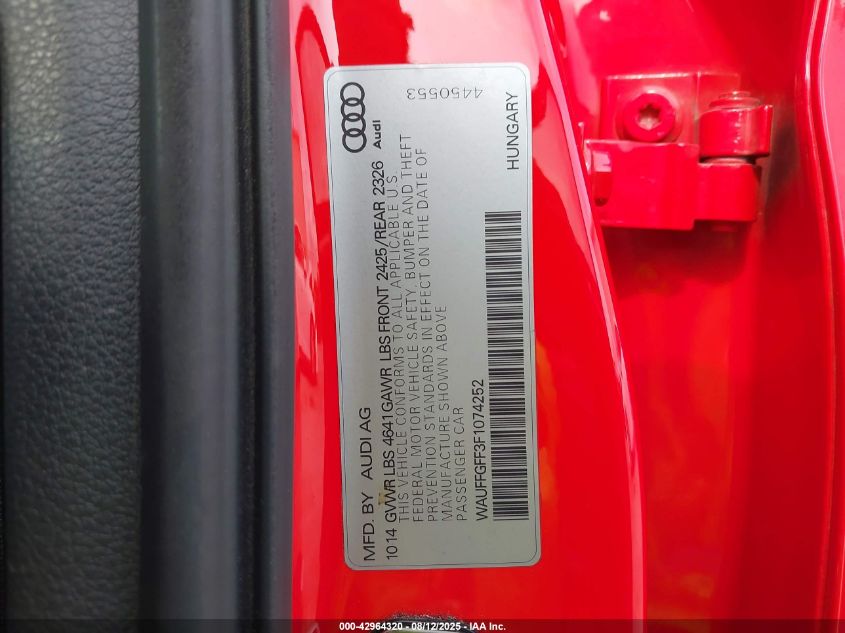 4450553
Audi
MFD. BY AUDI AG
10 14 GVWR LBS 4641 GAWR LBS FRONT 2425/REAR 2326
THIS VEHICLE CONFORMS TO ALL APPLICABLE U.S.
FEDERAL MOTOR VEHICLE SAFETY, BUMPER AND THEFT
PREVENTION STANDARDS IN EFFECT ON THE DATE OF
MANUFACTURE SHOWN ABOVE
PASSENGER CAR
WAUFFGFF3F1074252
HUNGARY
000-42964320 - 08/12/2025 - IAA Inc.